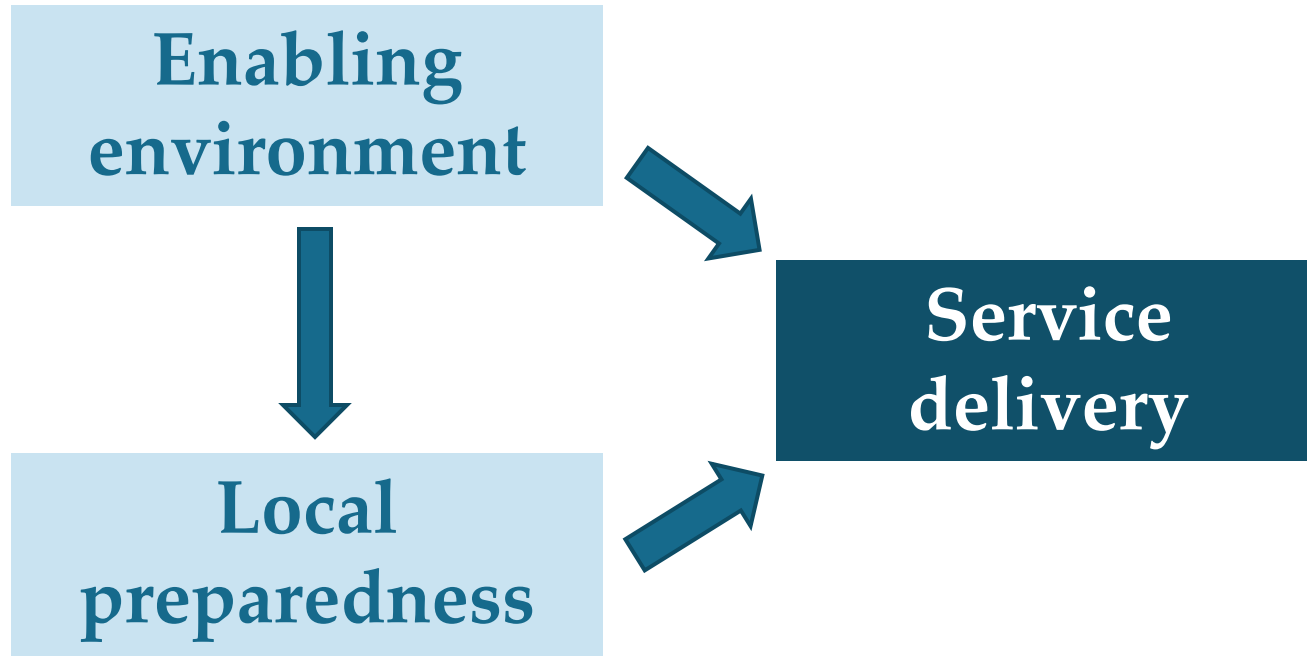 Enabling
environment
Service
delivery
Local
preparedness